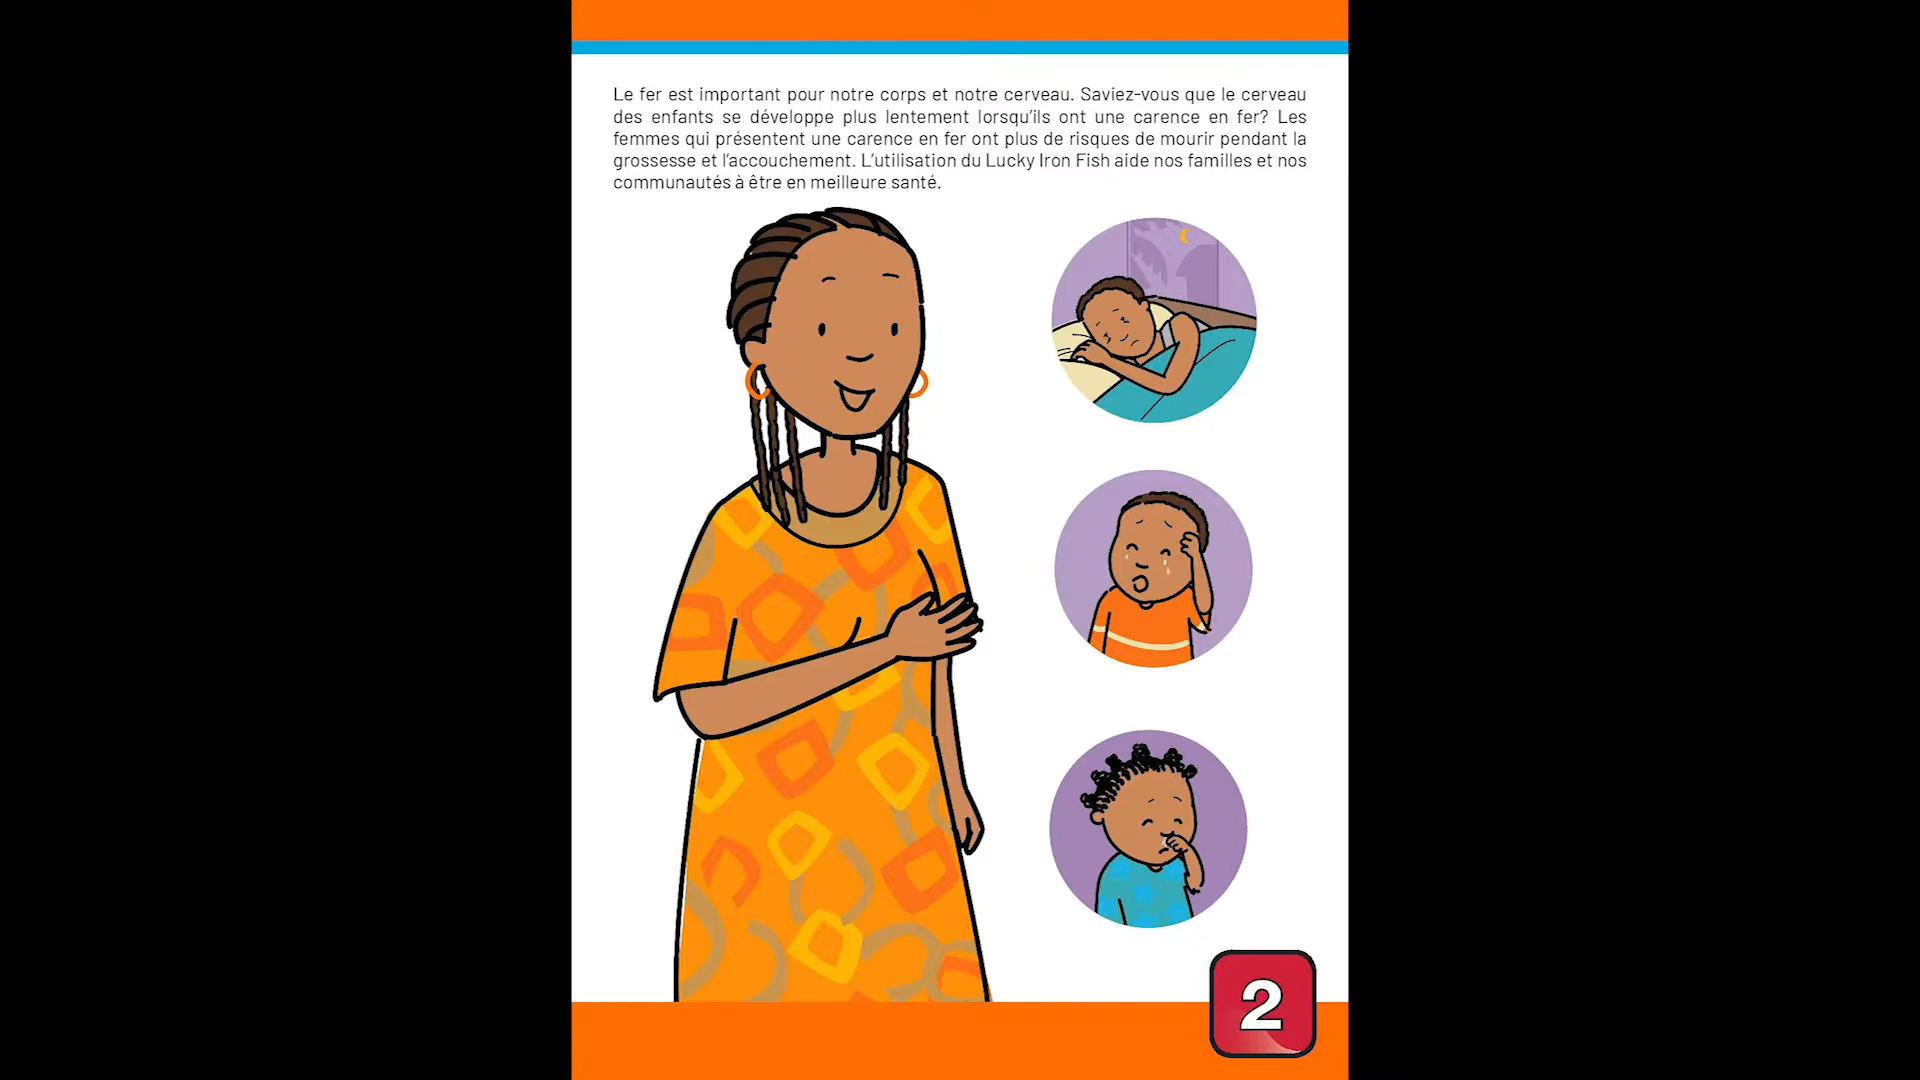 Le fer est important pour notre corps et notre cerveau. Saviez-vous que le cerveau
des enfants se développe plus lentement lorsqu'ils ont une carence en fer? Les
femmes qui présentent une carence en fer ont plus de risques de mourir pendant la
grossesse et l'accouchement. L'utilisation du Lucky Iron Fish aide nos familles et nos
communautés à être en meilleure santé.
2